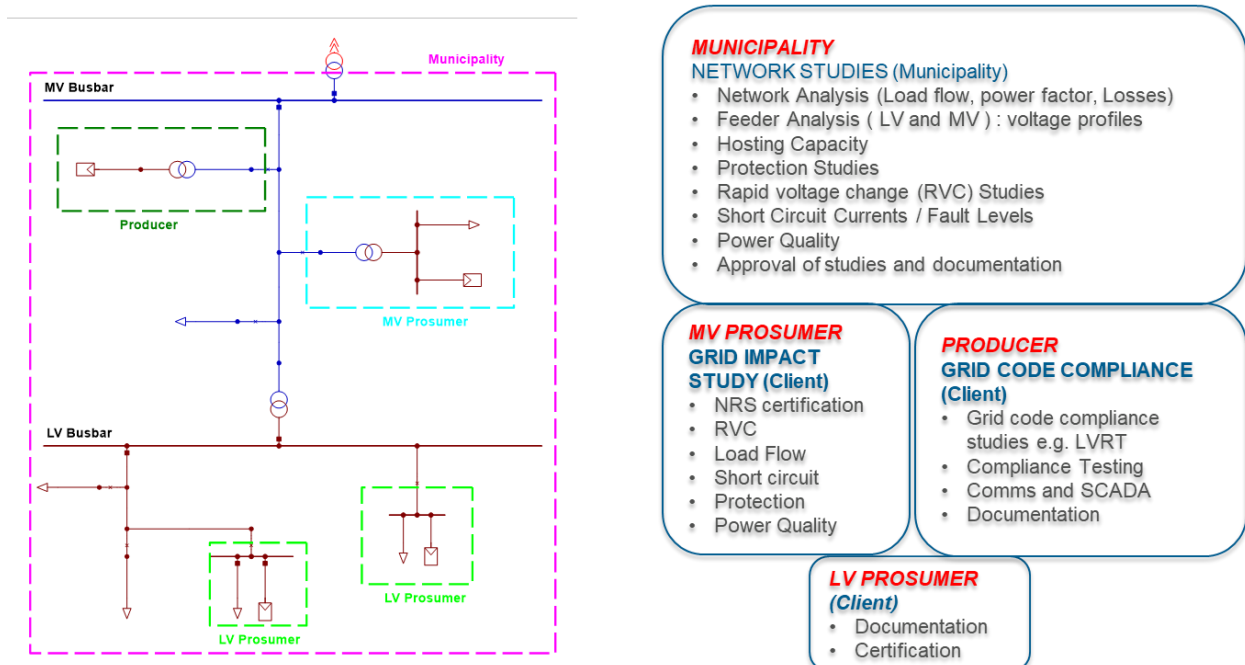 Municipality
MV Busbar
Producer
MV Prosumer
LV Busbar
LV Prosumer
LV Prosumer
MUNICIPALITY
NETWORK STUDIES (Municipality)
• Network Analysis (Load flow, power factor, Losses)
• Feeder Analysis ( LV and MV ) : voltage profiles
• Hosting Capacity
• Protection Studies
• Rapid voltage change (RVC) Studies
• Short Circuit Currents / Fault Levels
• Power Quality
• Approval of studies and documentation
MV PROSUMER
GRID IMPACT
STUDY (Client)
• NRS certification
• RVC
• Load Flow
• Short circuit
• Protection
• Power Quality
PRODUCER
GRID CODE COMPLIANCE
(Client)
• Grid code compliance
studies e.g. LVRT
• Compliance Testing
• Comms and SCADA
• Documentation
LV PROSUMER
(Client)
• Documentation
• Certification